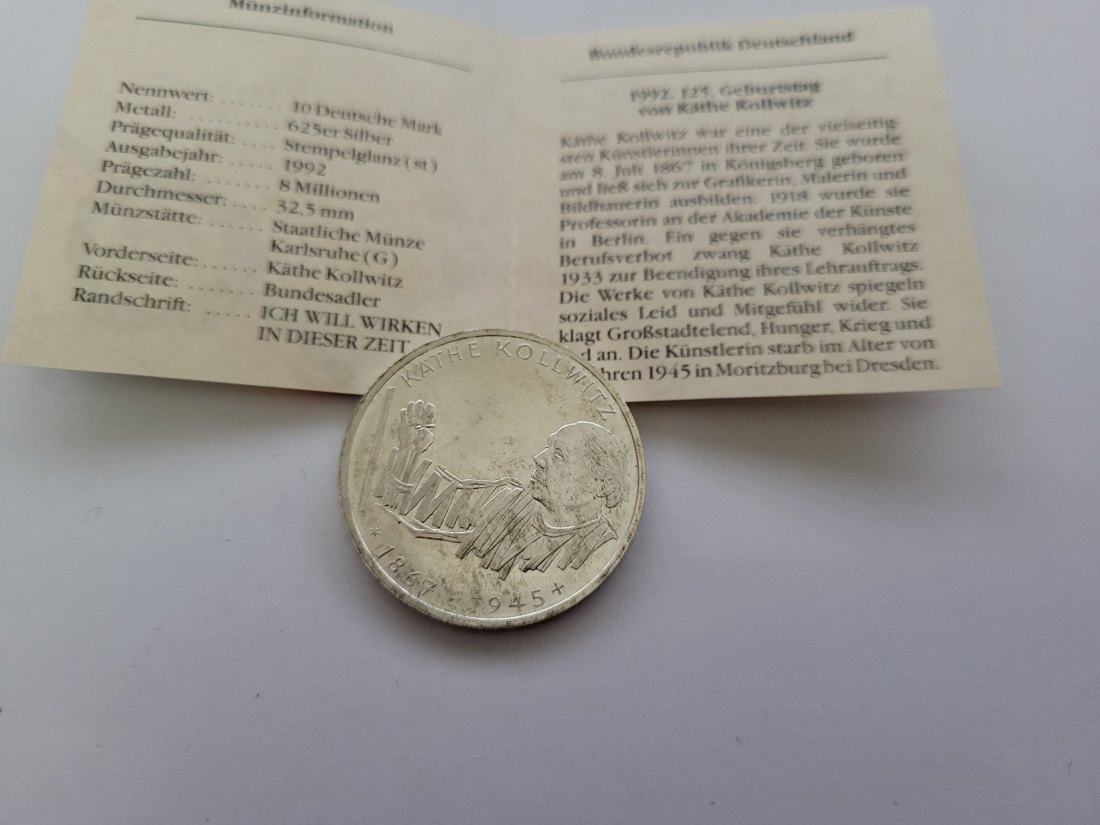 Münzinformation
Nennwert: ....... 10 Deutsche Mark
Metall: .......... 625er Silber
Prägequalität: .... Stempelglanz (st)
Ausgabejahr: ..... 1992
Prägezahl: ....... 8 Millionen
Durchmesser: .... 32,5 mm
Münzstätte: ...... Staatliche Münze
Karlsruhe (G)
Vorderseite: ...... Käthe Kollwitz
Rückseite: ....... Bundesadler
Randschrift: ..... ICH WILL WIRKEN
IN DIESER ZEIT
Bundesrepublik Deutschland
1992. 125. Geburtstag
von Käthe Kollwitz
Käthe Kollwitz war eine der vielseitig-
sten Künstlerinnen ihrer Zeit. Sie wurde
am 8. Juli 1867 in Königsberg geboren
und ließ sich zur Grafikerin, Malerin und
Bildhauerin ausbilden. 1918 wurde sie
Professorin an der Akademie der Künste
in Berlin. Ein gegen sie verhängtes
Berufsverbot zwang Käthe Kollwitz
1933 zur Beendigung ihres Lehrauftrags.
Die Werke von Käthe Kollwitz spiegeln
soziales Leid und Mitgefühl wider. Sie
klagt Großstadtelend, Hunger, Krieg und
an. Die Künstlerin starb im Alter von
hren 1945 in Moritzburg bei Dresden.
KÄTHE KOLLWITZ
* 1867 1945 +